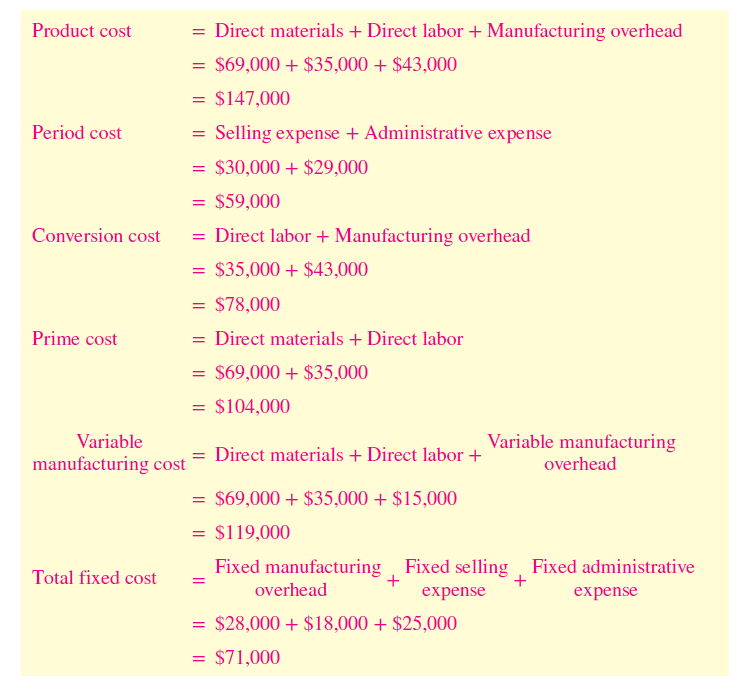 Product cost = Direct materials + Direct labor + Manufacturing overhead
= $69,000 + $35,000 + $43,000
= $147,000
Period cost = Selling expense + Administrative expense
= $30,000 + $29,000
= $59,000
Conversion cost = Direct labor + Manufacturing overhead
= $35,000 + $43,000
= $78,000
Prime cost = Direct materials + Direct labor
= $69,000 + $35,000
= $104,000
Variable
manufacturing cost = Direct materials + Direct labor + Variable manufacturing
overhead
= $69,000 + $35,000 + $15,000
= $119,000
Total fixed cost = Fixed manufacturing + Fixed selling + Fixed administrative
overhead expense expense
= $28,000 + $18,000 + $25,000
= $71,000